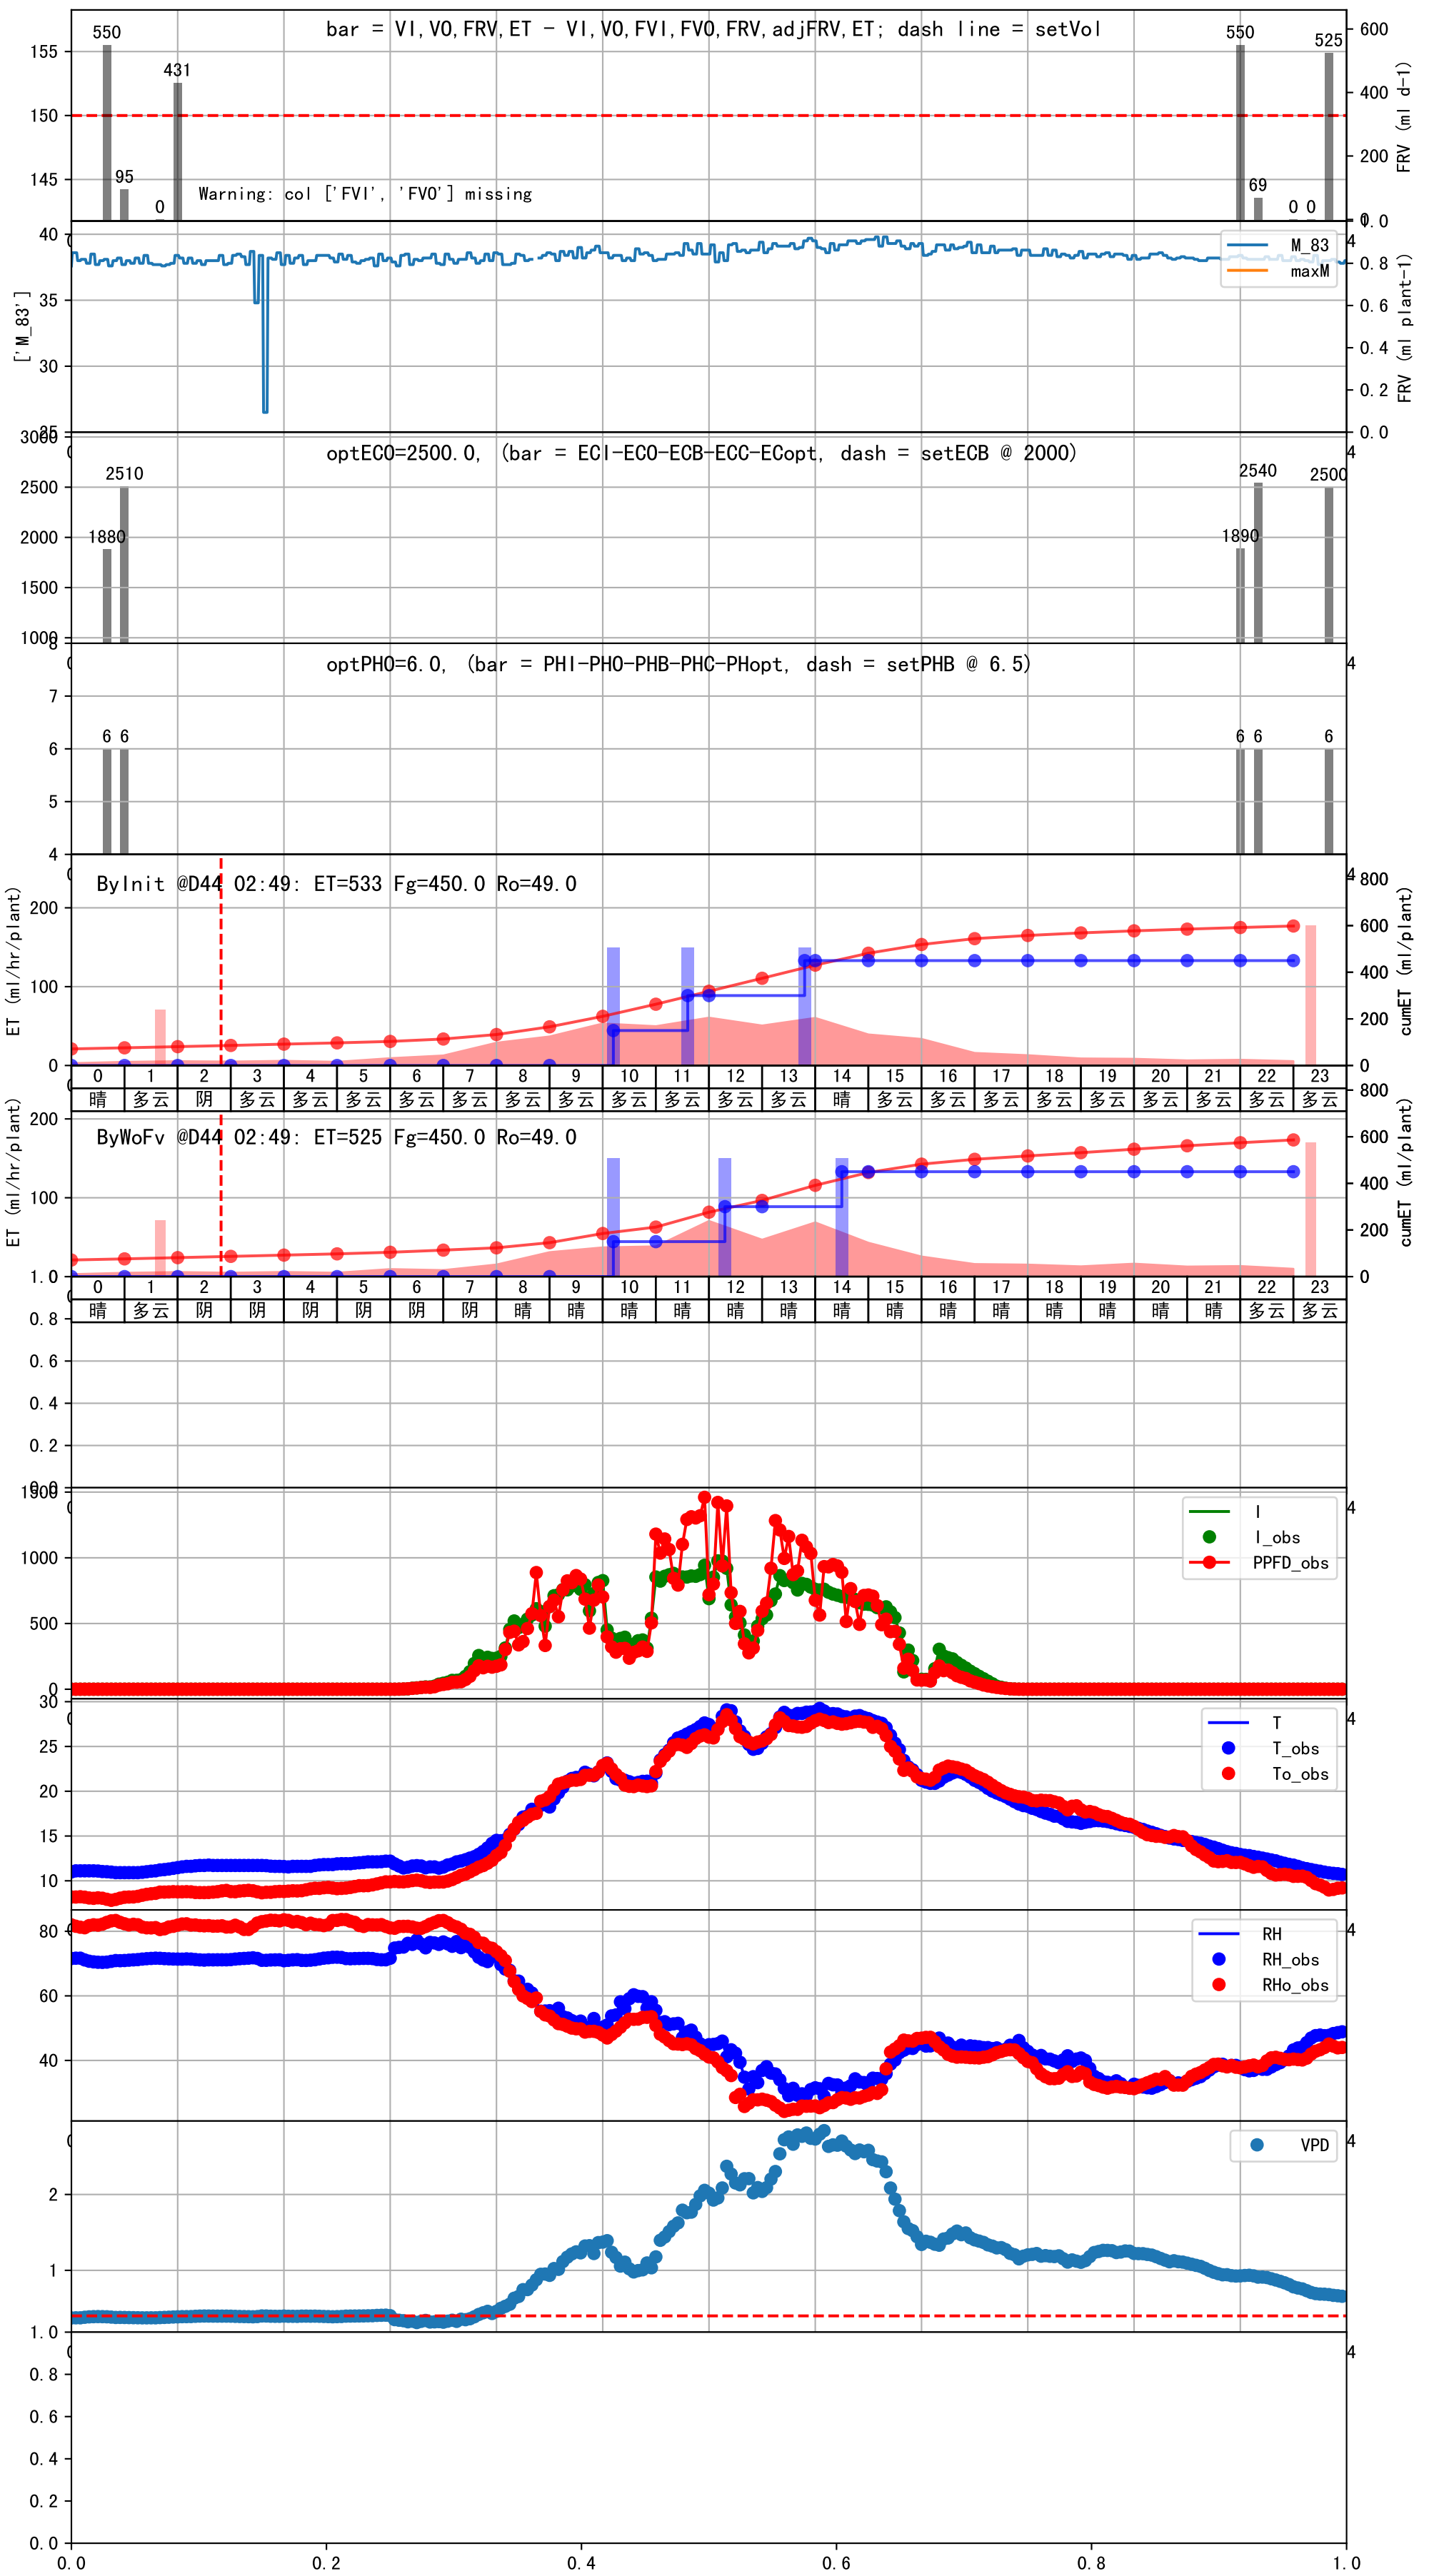 bar = VI,VO,FRV,ET - VI,VO,FVI,FVO,FRV,adjFRV,ET; dash line = setVol
155
150
145
550
95
0
431
550
69
0
0
525
Warning: col ['FVI', 'FVO'] missing
600
400
200
0
FRV (ml d-1)
40
35
30
25
['M_83']
M_83
maxM
0.8
0.6
0.4
0.2
0.0
FRV (ml plant-1)
optECO=2500.0, (bar = ECI-ECO-ECB-ECC-ECopt, dash = setECB @ 2000)
3000
2500
2000
1500
1000
1880
2510
1890
2540
2500
optPHO=6.0, (bar = PHI-PHO-PHB-PHC-PHopt, dash = setPHB @ 6.5)
8
7
6
5
4
6 6
6 6
6
ByInit @D44 02:49: ET=533 Fg=450.0 Ro=49.0
200
100
0
ET (ml/hr/plant)
800
600
400
200
0
cumET (ml/plant)
0 1 2 3 4 5 6 7 8 9 10 11 12 13 14 15 16 17 18 19 20 21 22 23
晴 多云 阴 多云 多云 多云 多云 多云 多云 多云 多云 多云 多云 多云 晴 多云 多云 多云 多云 多云 多云 多云 多云 多云
ByWoFv @D44 02:49: ET=525 Fg=450.0 Ro=49.0
200
100
ET (ml/hr/plant)
800
600
400
200
0
cumET (ml/plant)
0 1 2 3 4 5 6 7 8 9 10 11 12 13 14 15 16 17 18 19 20 21 22 23
晴 多云 阴 阴 阴 阴 阴 阴 晴 晴 晴 晴 晴 晴 晴 晴 晴 晴 晴 晴 晴 晴 多云 多云
1.0
0.8
0.6
0.4
0.2
0.0
1500
1000
500
0
I
I_obs
PPFD_obs
30
25
20
15
10
T
T_obs
To_obs
80
60
40
RH
RH_obs
RHo_obs
2
1
VPD
1.0
0.8
0.6
0.4
0.2
0.0
0.0 0.2 0.4 0.6 0.8 1.0